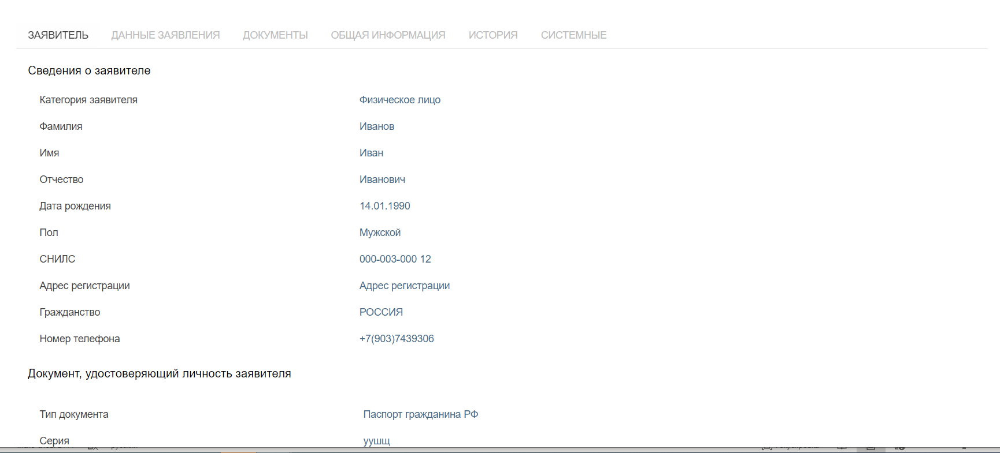 ЗАЯВИТЕЛЬ ДАННЫЕ ЗАЯВЛЕНИЯ ДОКУМЕНТЫ ОБЩАЯ ИНФОРМАЦИЯ ИСТОРИЯ СИСТЕМНЫЕ
Сведения о заявителе
Категория заявителя Физическое лицо
Фамилия Иванов
Имя Иван
Отчество Иванович
Дата рождения 14.01.1990
Пол Мужской
СНИЛС 000-003-000 12
Адрес регистрации Адрес регистрации
Гражданство РОССИЯ
Номер телефона +7(903)7439306
Документ, удостоверяющий личность заявителя
Тип документа Паспорт гражданина РФ
Серия уушщ